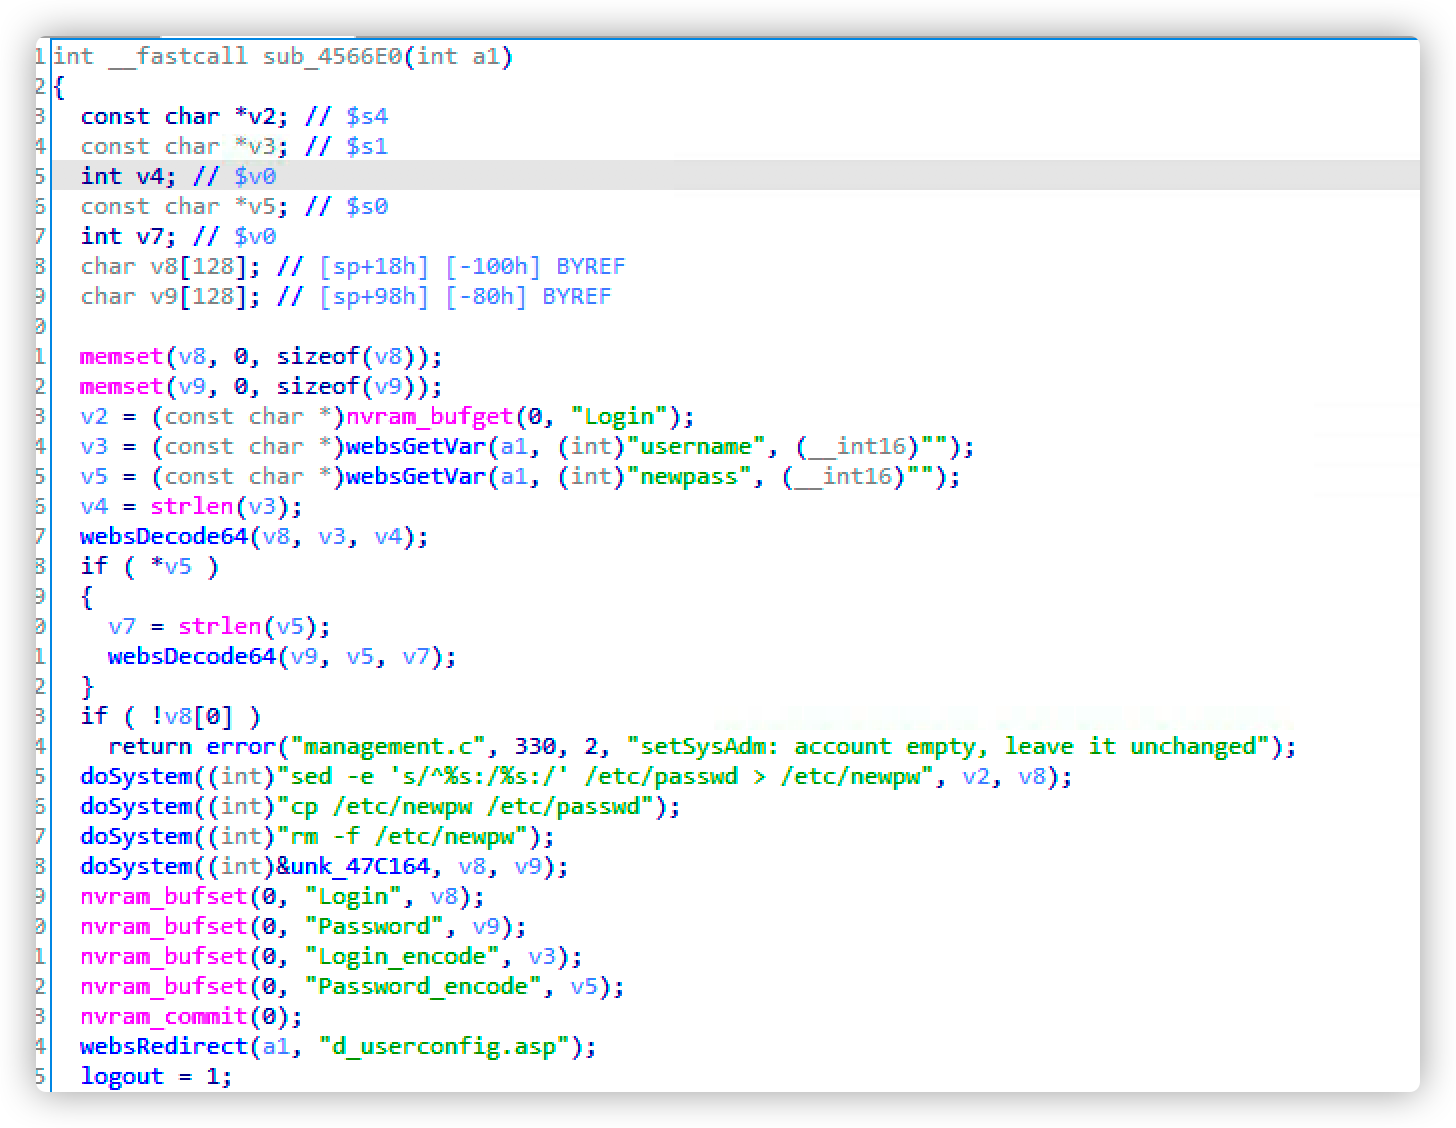 1 int __fastcall sub_4566E0(int a1)
2 {
3 const char *v2; // $s4
4 const char *v3; // $s1
5 int v4; // $v0
6 const char *v5; // $s0
7 int v7; // $v0
8 char v8[128]; // [sp+18h] [-100h] BYREF
9 char v9[128]; // [sp+98h] [-80h] BYREF
0
1 memset(v8, 0, sizeof(v8));
2 memset(v9, 0, sizeof(v9));
3 v2 = (const char *)nvram_bufget(0, "Login");
4 v3 = (const char *)websGetVar(a1, (int)"username", (__int16)"");
5 v5 = (const char *)websGetVar(a1, (int)"newpass", (__int16)"");
6 v4 = strlen(v3);
7 websDecode64(v8, v3, v4);
8 if ( *v5 )
9 {
0 v7 = strlen(v5);
1 websDecode64(v9, v5, v7);
2 }
3 if ( !v8[0] )
4 return error("management.c", 330, 2, "setSysAdm: account empty, leave it unchanged");
5 doSystem((int)"sed -e 's/^%s:/%s:/' /etc/passwd > /etc/newpw", v2, v8);
6 doSystem((int)"cp /etc/newpw /etc/passwd");
7 doSystem((int)"rm -f /etc/newpw");
8 doSystem((int)&unk_47C164, v8, v9);
9 nvram_bufset(0, "Login", v8);
0 nvram_bufset(0, "Password", v9);
1 nvram_bufset(0, "Login_encode", v3);
2 nvram_bufset(0, "Password_encode", v5);
3 nvram_commit(0);
4 websRedirect(a1, "d_userconfig.asp");
5 logout = 1;